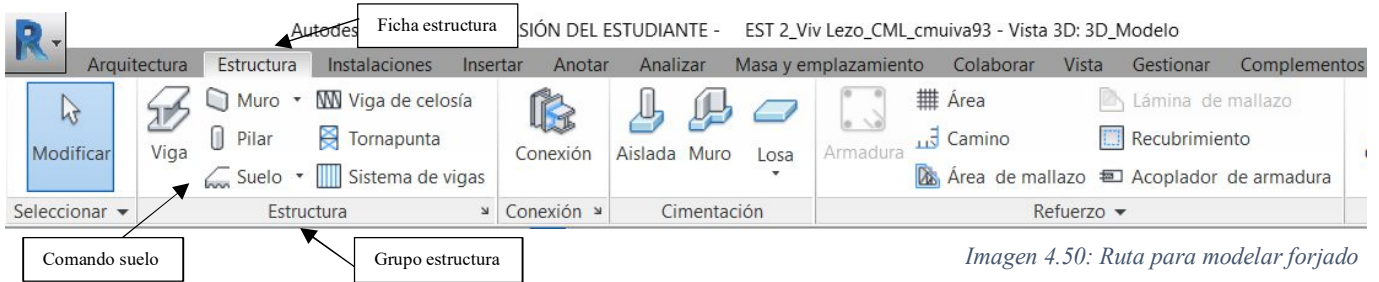 Autodes Ficha estructura SIÓN DEL ESTUDIANTE - EST 2_Viv Lezo_CML_cmuiva93 - Vista 3D: 3D_Modelo
Arquitectura Estructura Instalaciones Insertar Anotar Analizar Masa y emplazamiento Colaborar Vista Gestionar Complementos
Muro Viga de celosía Área Lámina de mallazo
Pilar Tornapunta Camino Recubrimiento
Modificar Viga Conexión Aislada Muro Losa Armadura
Suelo Sistema de vigas Área de mallazo Acoplador de armadura
Seleccionar Estructura Conexión Cimentación Refuerzo
Comando suelo Grupo estructura Imagen 4.50: Ruta para modelar forjado